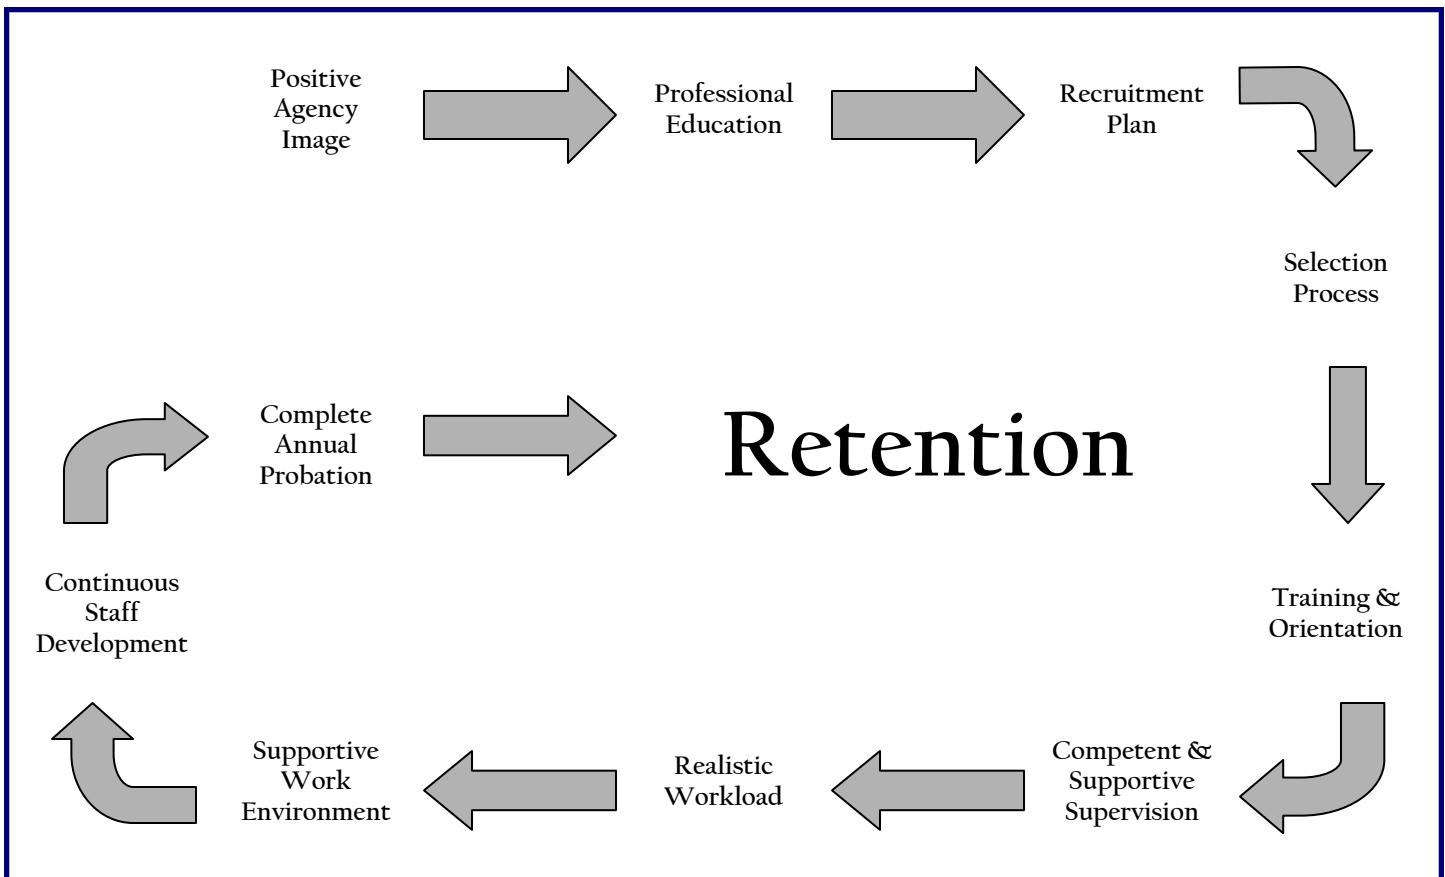 Positive
Agency
Image
Professional
Education
Recruitment
Plan
Selection
Process
Training &
Orientation
Competent &
Supportive
Supervision
Realistic
Workload
Supportive
Work
Environment
Continuous
Staff
Development
Complete
Annual
Probation
Retention